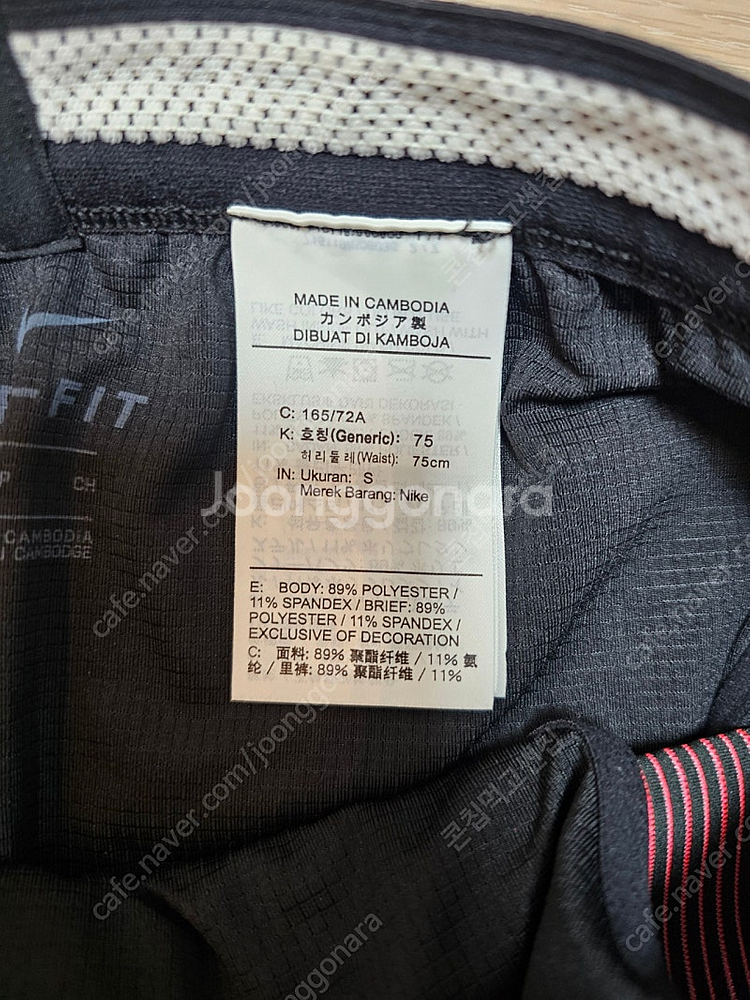 MADE IN CAMBODIA
カンボジア製
DIBUAT DI KAMBOJA
C: 165/72A
K: 호칭(Generic): 75
허리둘레(Waist): 75cm
IN: Ukuran: S
Merek Barang: Nike
E: BODY: 89% POLYESTER /
11% SPANDEX / BRIEF: 89%
POLYESTER / 11% SPANDEX /
EXCLUSIVE OF DECORATION
C: 面料: 89% 聚酯纤维 / 11% 氨
纶 / 里裤: 89% 聚酯纤维 / 11%
FIT
P CH
CAMBODIA
CAMBODGE
Joonggonara
cafe.naver.com/joonggonara